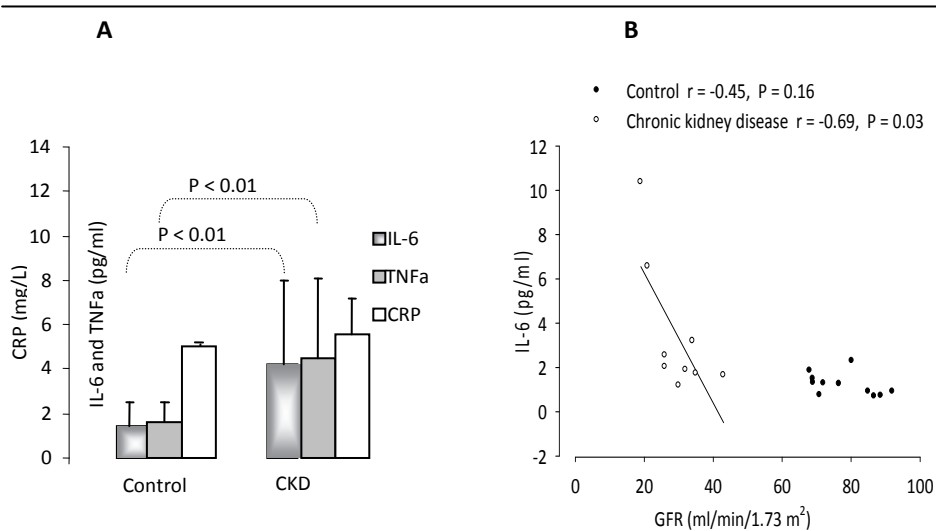 A
B
• Control r = -0.45, P = 0.16
◦ Chronic kidney disease r = -0.69, P = 0.03
CRP (mg/L)
IL-6 and TNFa (pg/ml)
14
12
10
8
6
4
2
0
P < 0.01
P < 0.01
IL-6
TNFa
CRP
Control
CKD
IL-6 (pg/ml)
12
10
8
6
4
2
0
-2
0 20 40 60 80 100
GFR (ml/min/1.73 m²)